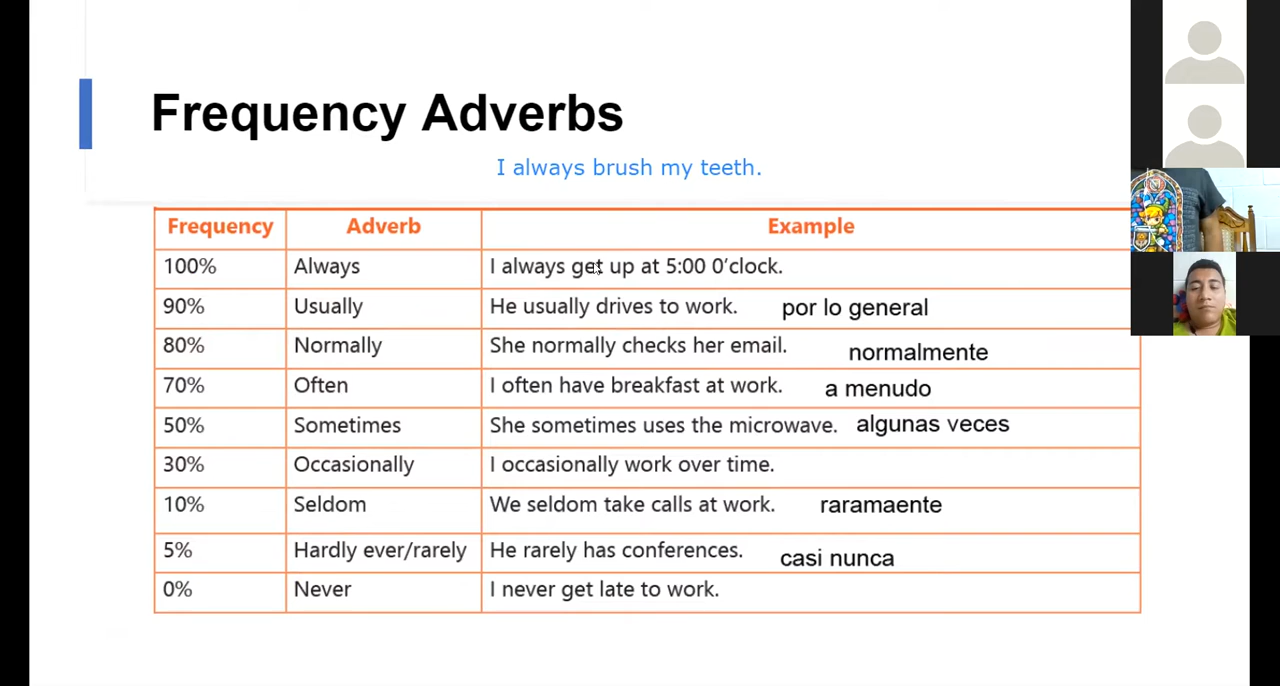 Frequency Adverbs
I always brush my teeth.
Frequency Adverb Example
100% Always I always get up at 5:00 0'clock.
90% Usually He usually drives to work. por lo general
80% Normally She normally checks her email. normalmente
70% Often I often have breakfast at work. a menudo
50% Sometimes She sometimes uses the microwave. algunas veces
30% Occasionally I occasionally work over time.
10% Seldom We seldom take calls at work. raramaente
5% Hardly ever/rarely He rarely has conferences. casi nunca
0% Never I never get late to work.